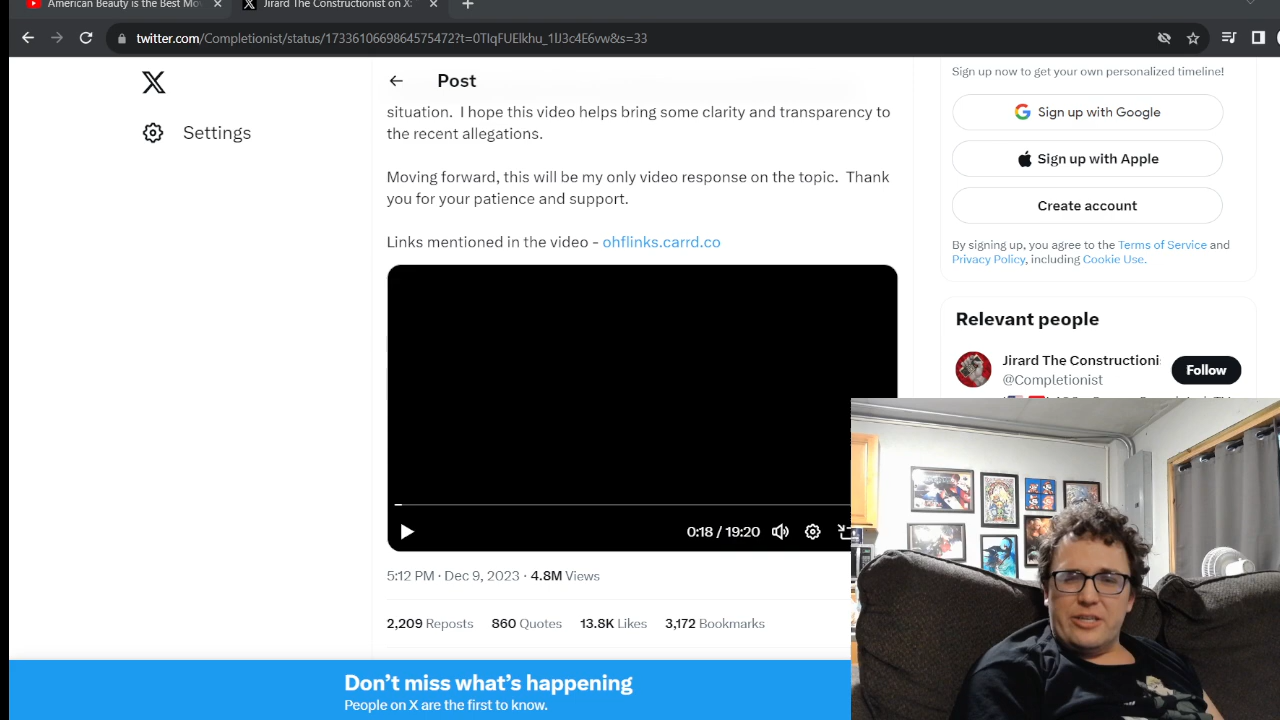 American Beauty is the Best Mov
Jirard The Constructionist on X:
twitter.com/Completionist/status/1733610669864575472?t=0TIqFUElkhu_1IJ3c4E6vw&s=33
Post
Settings
situation. I hope this video helps bring some clarity and transparency to
the recent allegations.
Moving forward, this will be my only video response on the topic. Thank
you for your patience and support.
Links mentioned in the video - ohflinks.carrd.co
0:18 / 19:20
5:12 PM · Dec 9, 2023 · 4.8M Views
2,209 Reposts 860 Quotes 13.8K Likes 3,172 Bookmarks
Sign up now to get your own personalized timeline!
Sign up with Google
Sign up with Apple
Create account
By signing up, you agree to the Terms of Service and
Privacy Policy, including Cookie Use.
Relevant people
Jirard The Constructioni
@Completionist
Follow
Don't miss what's happening
People on X are the first to know.